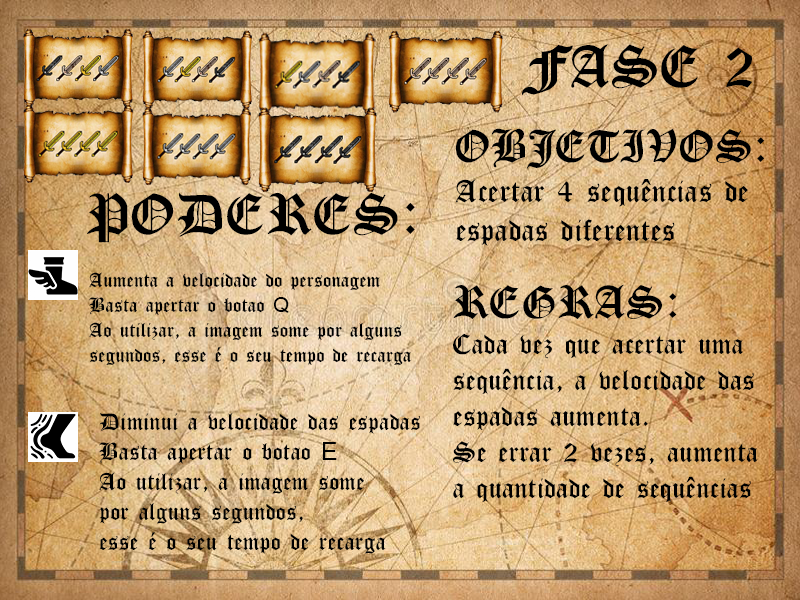 FASE 2
OBJETIVOS:
Acertar 4 sequências de
espadas diferentes
PODERES:
Aumenta a velocidade do personagem
Basta apertar o botao Q
Ao utilizar, a imagem some por alguns
segundos, esse é o seu tempo de recarga
Diminui a velocidade das espadas
Basta apertar o botao E
Ao utilizar, a imagem some
por alguns segundos,
esse é o seu tempo de recarga
REGRAS:
Cada vez que acertar uma
sequência, a velocidade das
espadas aumenta.
Se errar 2 vezes, aumenta
a quantidade de sequências